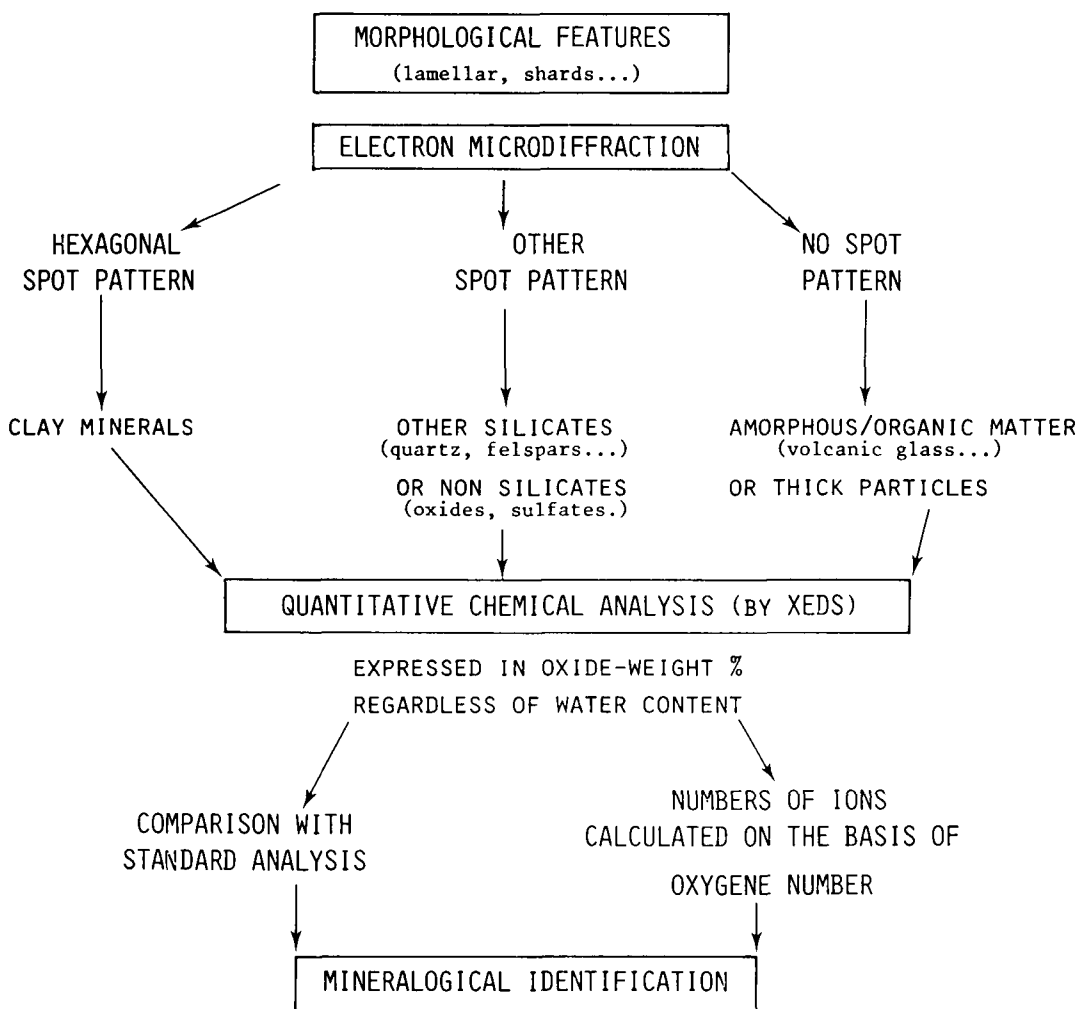 MORPHOLOGICAL FEATURES
(lamellar, shards...)
ELECTRON MICRODIFFRACTION
HEXAGONAL
SPOT PATTERN
OTHER
SPOT PATTERN
NO SPOT
PATTERN
CLAY MINERALS
OTHER SILICATES
(quartz, felspars...)
OR NON SILICATES
(oxides, sulfates.)
AMORPHOUS/ORGANIC MATTER
(volcanic glass...)
OR THICK PARTICLES
QUANTITATIVE CHEMICAL ANALYSIS (BY XEDS)
EXPRESSED IN OXIDE-WEIGHT %
REGARDLESS OF WATER CONTENT
COMPARISON WITH
STANDARD ANALYSIS
NUMBERS OF IONS
CALCULATED ON THE BASIS OF
OXYGENE NUMBER
MINERALOGICAL IDENTIFICATION